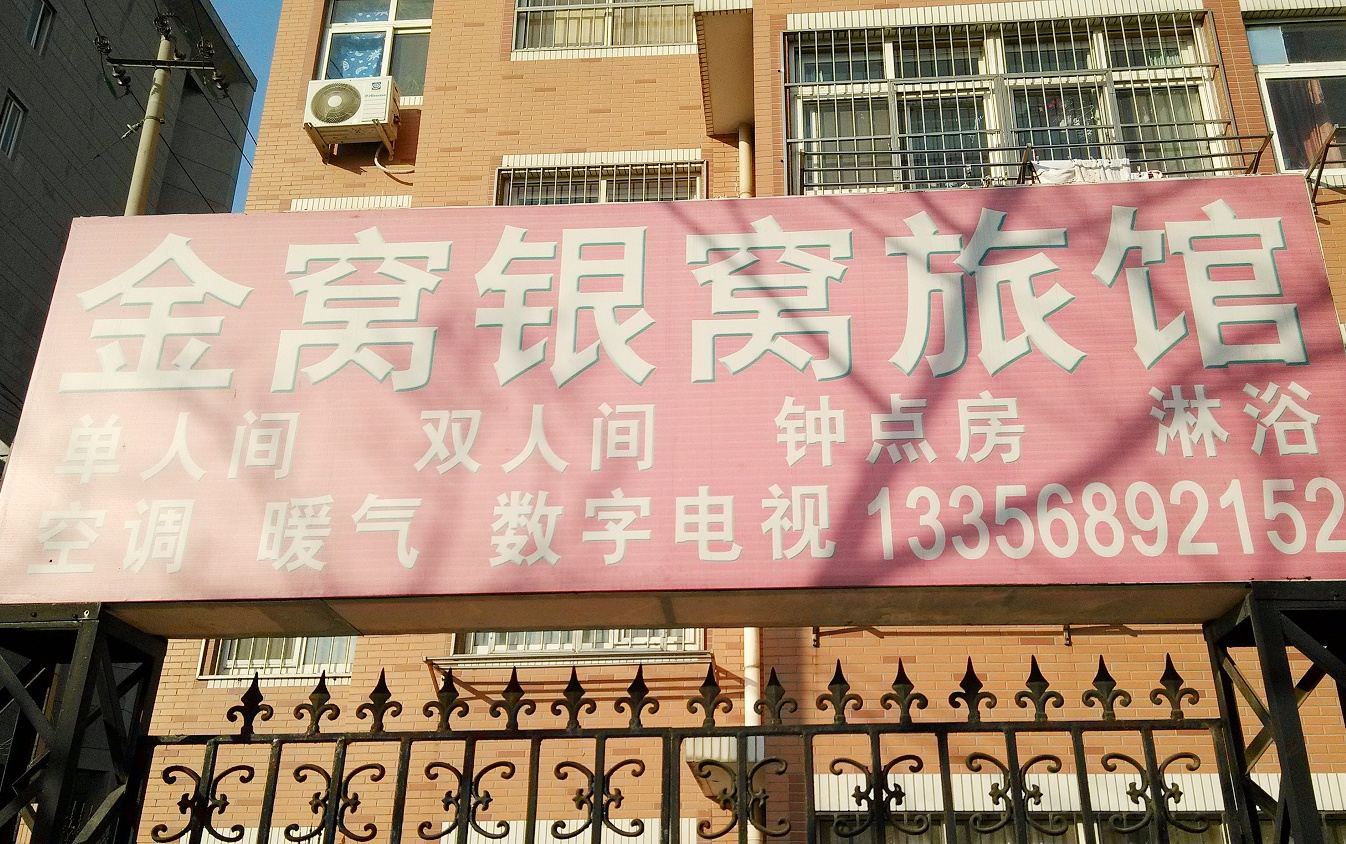 金窝银窝旅馆
单人间 双人间 钟点房 淋浴
空调 暖气 数字电视 13356892152